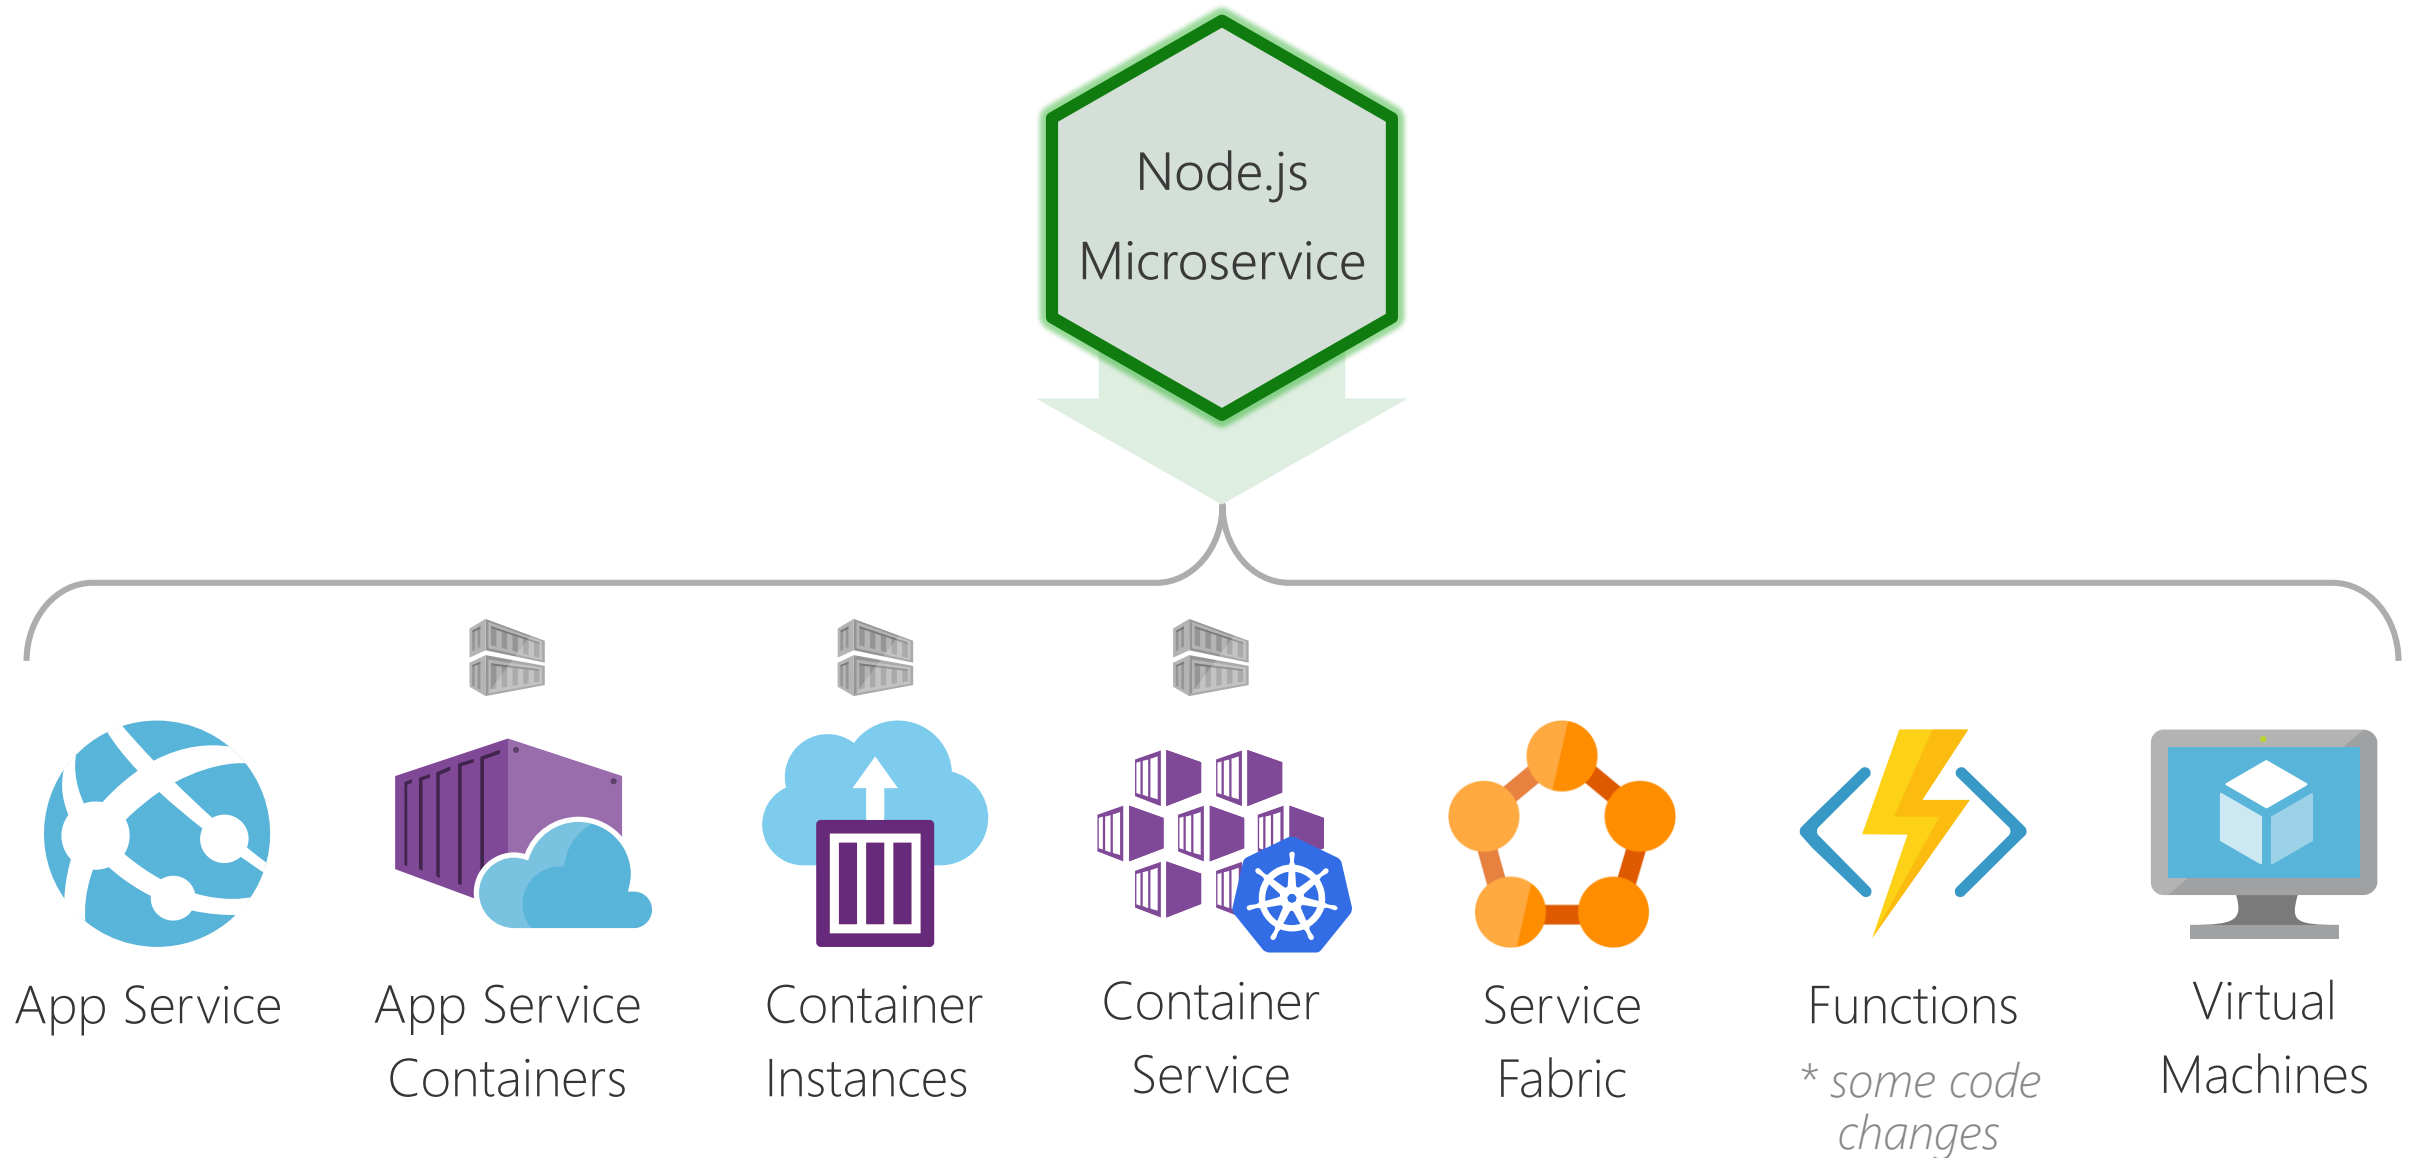 Node.js
Microservice
App Service
App Service
Containers
Container
Instances
Container
Service
Service
Fabric
Functions
* some code
changes
Virtual
Machines